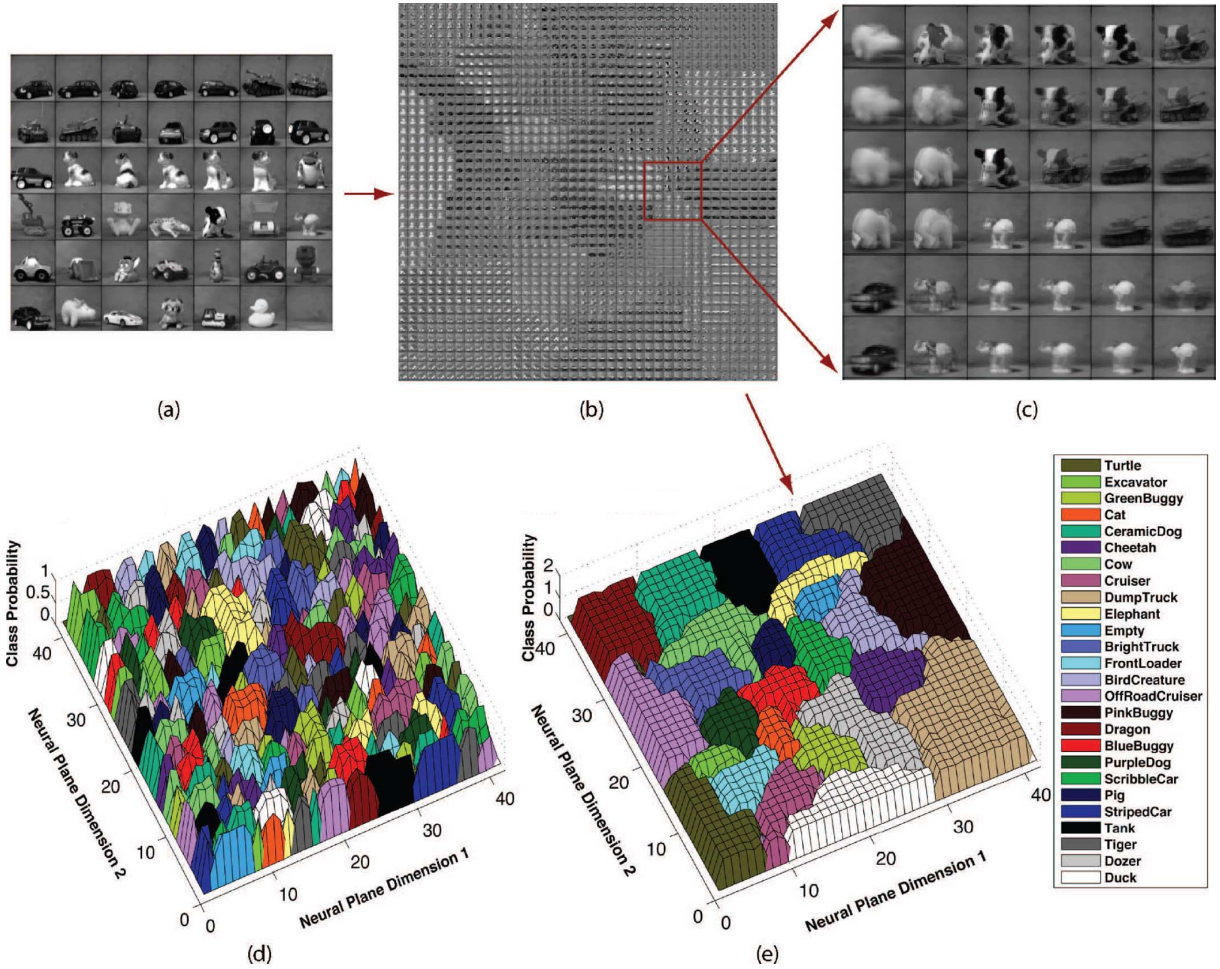 (a)
(b)
(c)
Class Probability
1
0.5
0
40
30
20
10
0
Neural Plane Dimension 2
0
10
20
30
40
Neural Plane Dimension 1
(d)
Class Probability
2
1
0
40
30
20
10
0
Neural Plane Dimension 2
0
10
20
30
40
Neural Plane Dimension 1
(e)
Turtle
Excavator
GreenBuggy
Cat
CeramicDog
Cheetah
Cow
Cruiser
DumpTruck
Elephant
Empty
BrightTruck
FrontLoader
BirdCreature
OffRoadCruiser
PinkBuggy
Dragon
BlueBuggy
PurpleDog
ScribbleCar
Pig
StripedCar
Tank
Tiger
Dozer
Duck